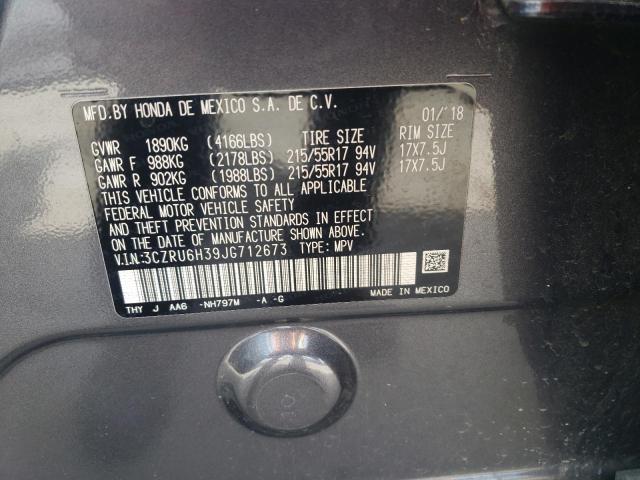 MFD.BY HONDA DE MEXICO S.A. DE C.V. 01/'18
GVWR 1890KG (4166LBS) TIRE SIZE RIM SIZE
GAWR F 988KG (2178LBS) 215/55R17 94V 17X7.5J
GAWR R 902KG (1988LBS) 215/55R17 94V 17X7.5J
THIS VEHICLE CONFORMS TO ALL APPLICABLE
FEDERAL MOTOR VEHICLE SAFETY
AND THEFT PREVENTION STANDARDS IN EFFECT
ON THE DATE OF MANUFACTURE SHOWN ABOVE.
V.I.N:3CZRU6H39JG712673 TYPE: MPV
THY J AA6 -NH797M -A -G MADE IN MEXICO